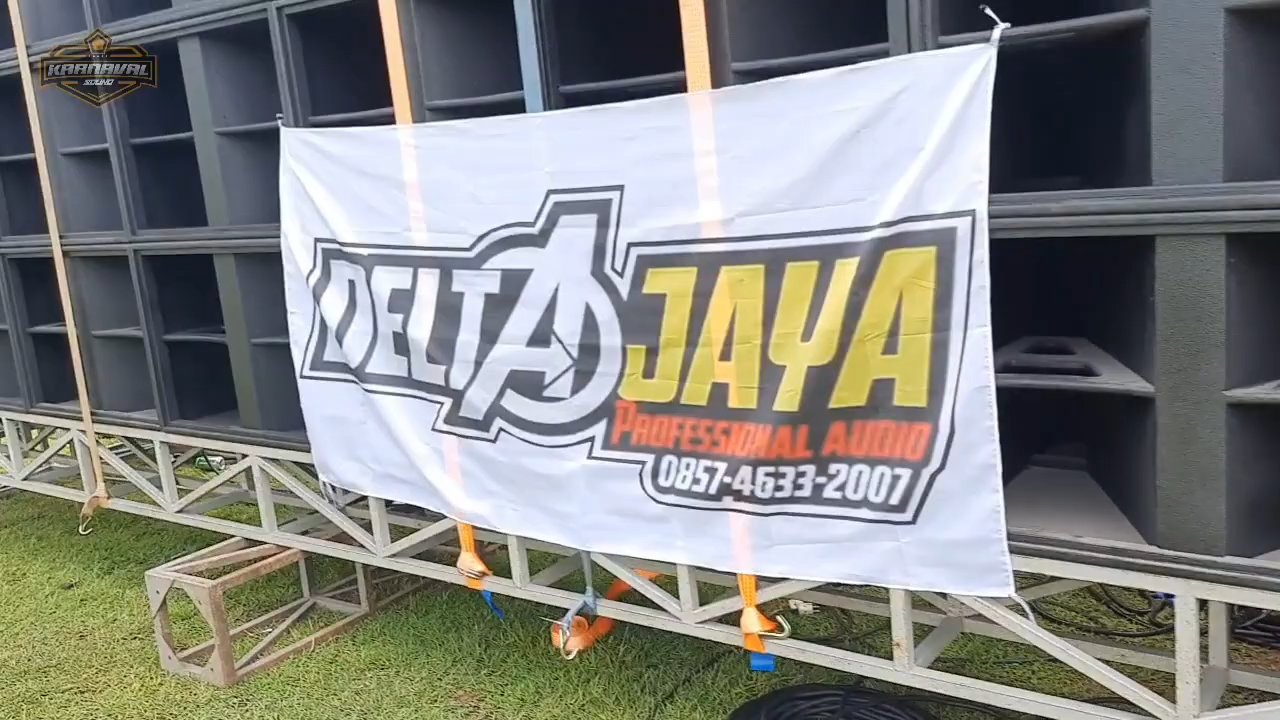 KARNAVAL
SOUND
DELTA JAYA
PROFESSIONAL AUDIO
0857-4633-2007